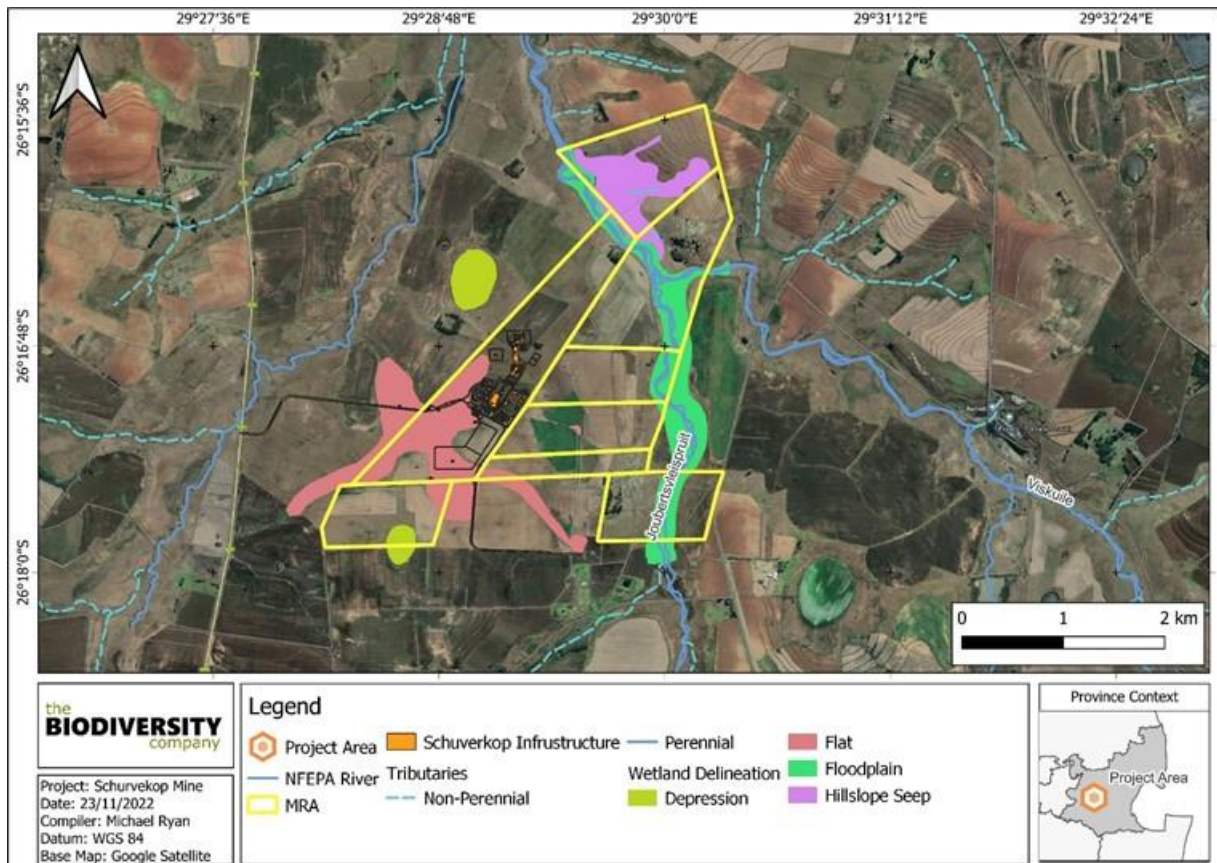 29°27'36"E
29°28'48"E
29°30'0"E
29°31'12"E
29°32'24"E
26°15'36"S
26°16'48"S
26°18'0"S
Joubertsvleispruit
Viskuile
0 1 2 km
the
BIODIVERSITY
company
Project: Schurvekop Mine
Date: 23/11/2022
Compiler: Michael Ryan
Datum: WGS 84
Base Map: Google Satellite
Legend
Project Area
NFEPA River
MRA
Schuverkop Infrustructure
Tributaries
Non-Perennial
Perennial
Wetland Delineation
Depression
Flat
Floodplain
Hillslope Seep
Province Context
Project Area